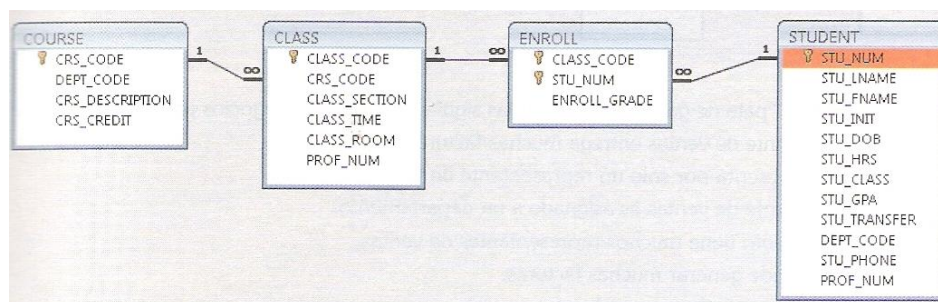 COURSE
CRS_CODE
DEPT_CODE
CRS_DESCRIPTION
CRS_CREDIT
1
∞
CLASS
CLASS_CODE
CRS_CODE
CLASS_SECTION
CLASS_TIME
CLASS_ROOM
PROF_NUM
1
∞
ENROLL
CLASS_CODE
STU_NUM
ENROLL_GRADE
∞
1
STUDENT
STU_NUM
STU_LNAME
STU_FNAME
STU_INIT
STU_DOB
STU_HRS
STU_CLASS
STU_GPA
STU_TRANSFER
DEPT_CODE
STU_PHONE
PROF_NUM